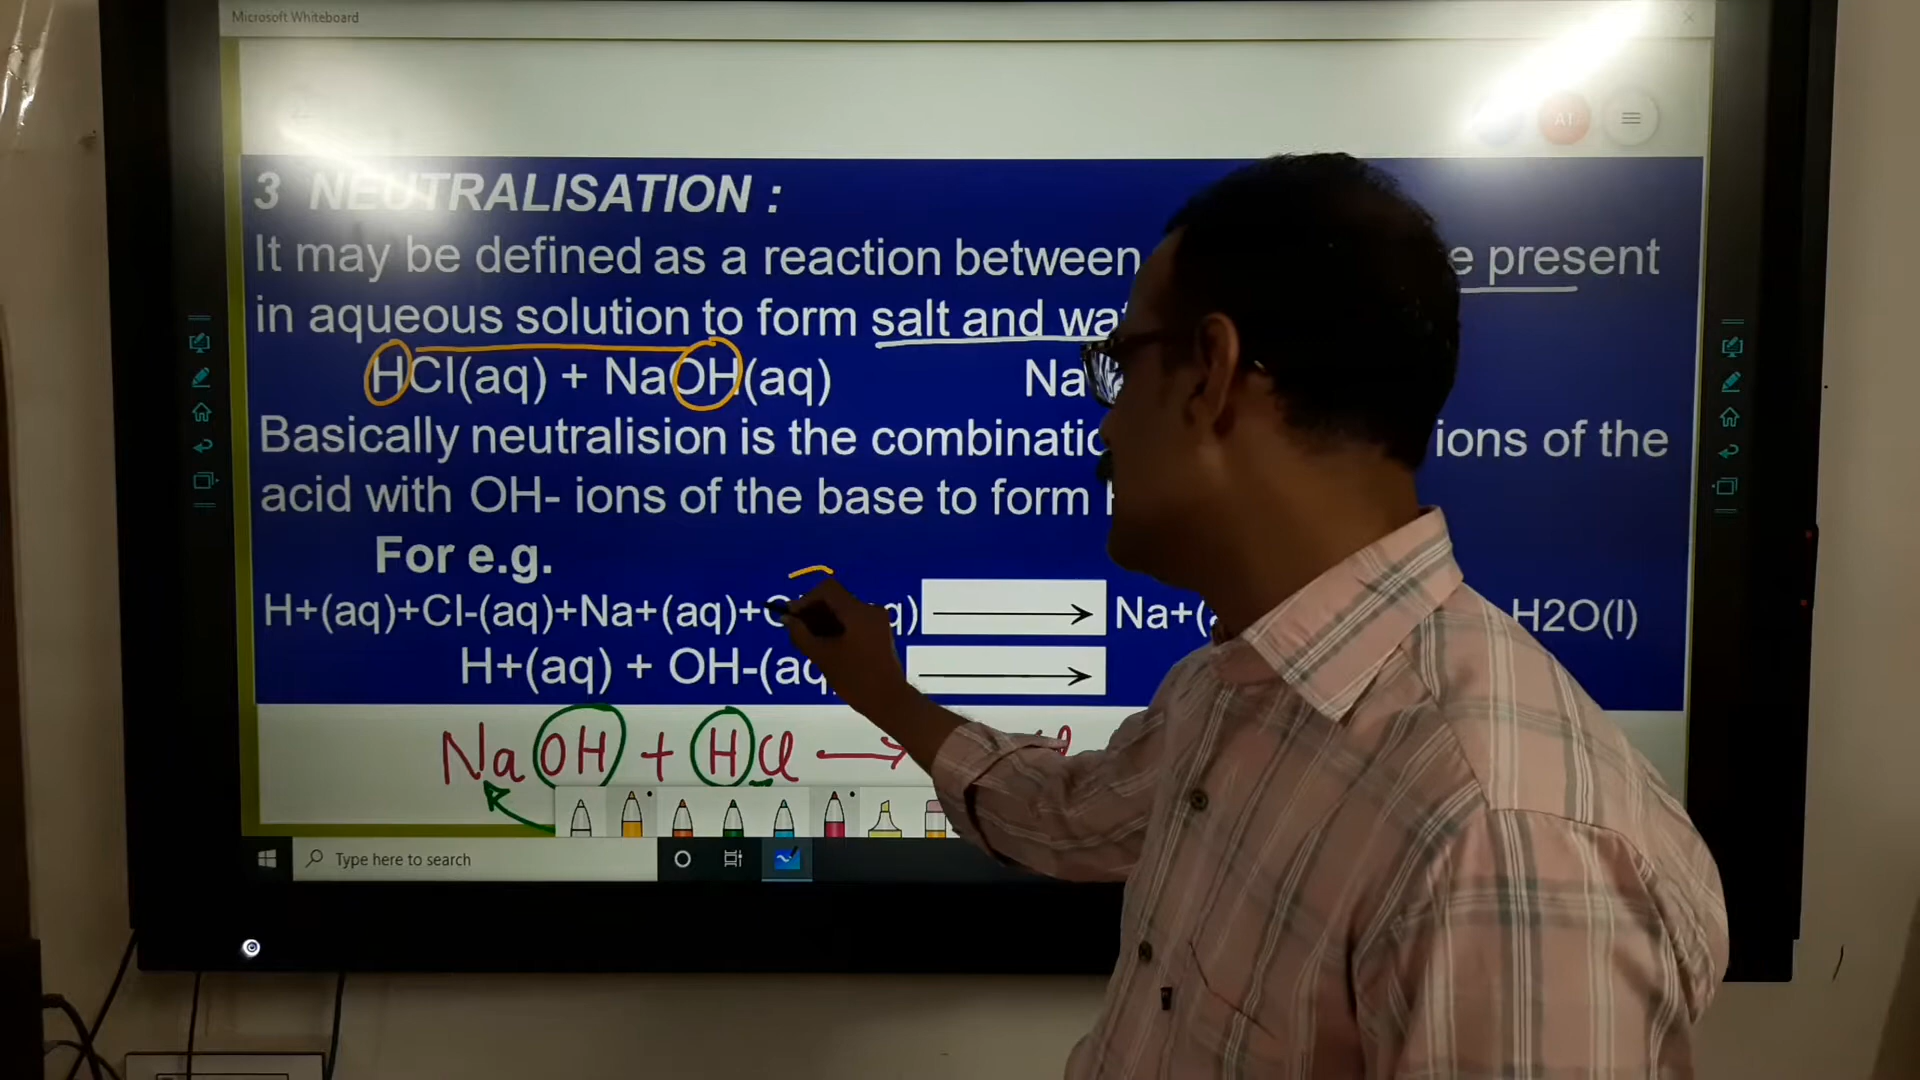 Microsoft Whiteboard
AT
3 NEUTRALISATION :
It may be defined as a reaction between present
in aqueous solution to form salt and
HCl(aq) + NaOH(aq) Na
Basically neutralision is the ions of the
acid with OH- ions of the base to form
For e.g.
H+(aq)+Cl-(aq)+Na+(aq)+ Na+( H2O(l)
H+(aq) + OH-(aq
NaOH + HCl →
Type here to search